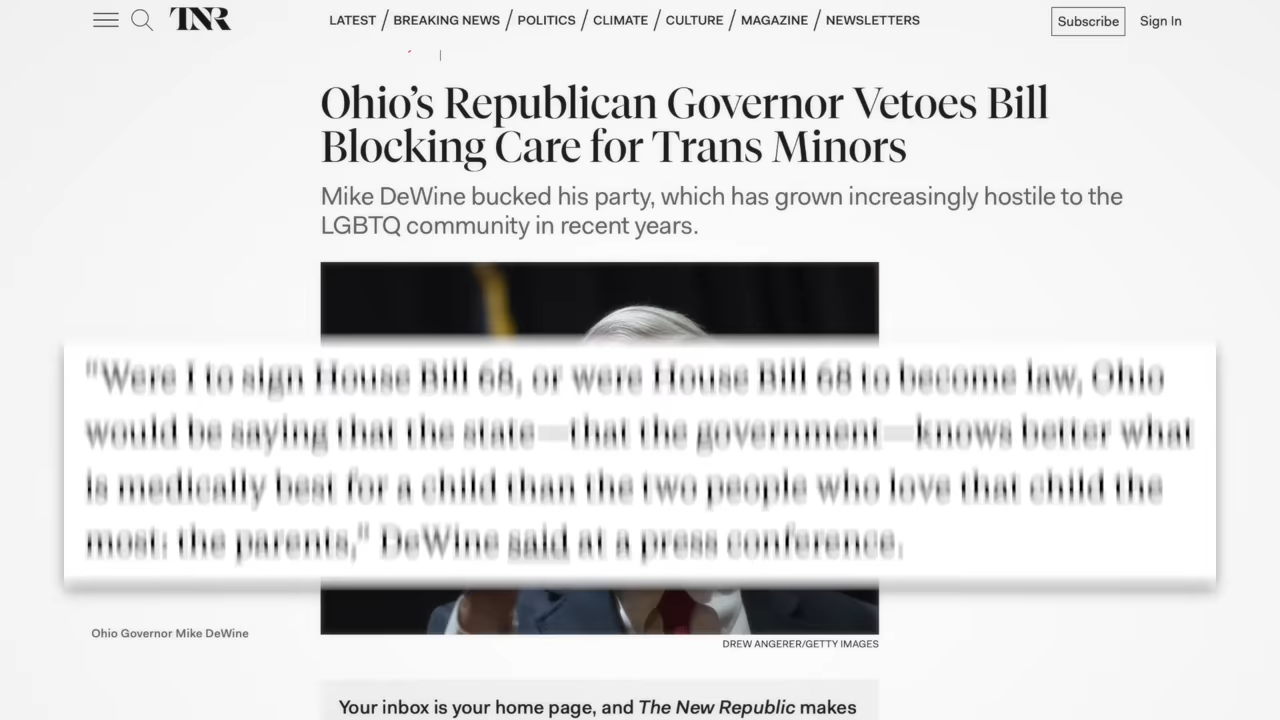 TNR
LATEST / BREAKING NEWS / POLITICS / CLIMATE / CULTURE / MAGAZINE / NEWSLETTERS
Subscribe
Sign In
Ohio’s Republican Governor Vetoes Bill
Blocking Care for Trans Minors
Mike DeWine bucked his party, which has grown increasingly hostile to the
LGBTQ community in recent years.
"Were I to sign House Bill 68, or were House Bill 68 to become law, Ohio
would be saying that the state—that the government—knows better what
is medically best for a child than the two people who love that child the
most: the parents," DeWine said at a press conference.
Ohio Governor Mike DeWine
DREW ANGERER/GETTY IMAGES
Your inbox is your home page, and The New Republic makes